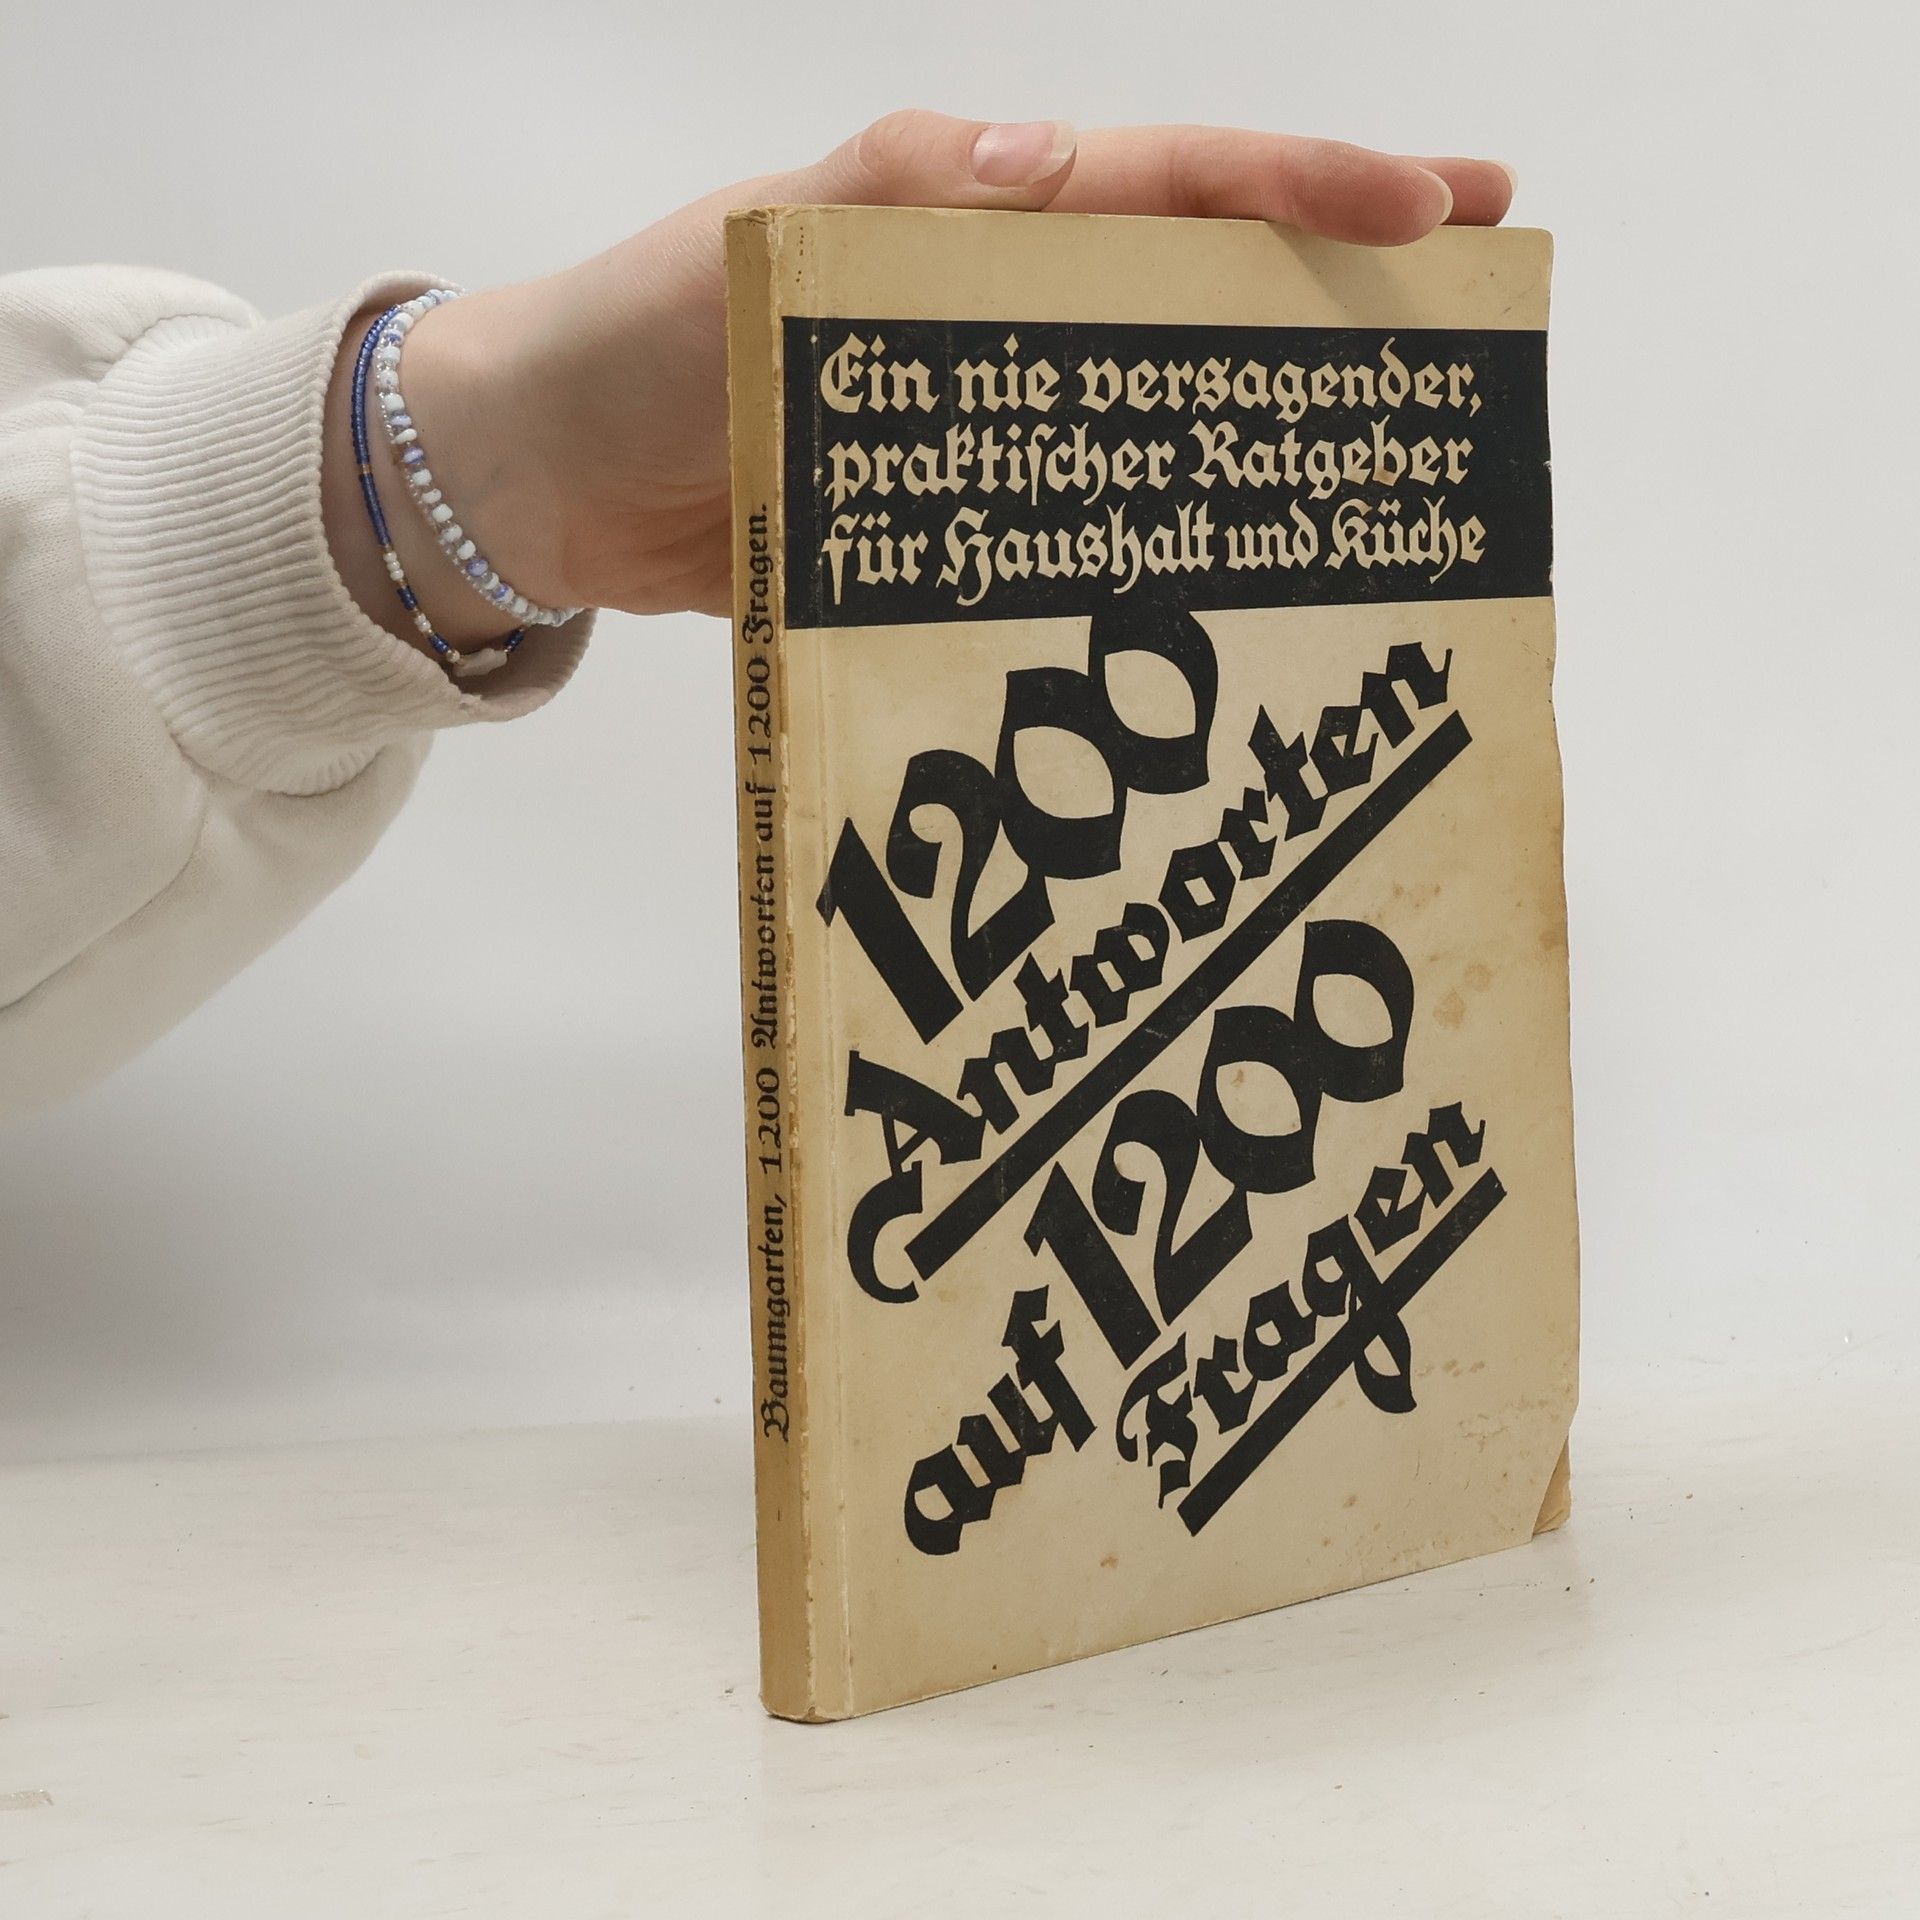 Ein nie versagender,
praktiſcher Ratgeber
für Haushalt und Küche
1200
Antworten
auf 1200
Fragen
Baumgarten, 1200 Antworten auf 1200 Fragen.